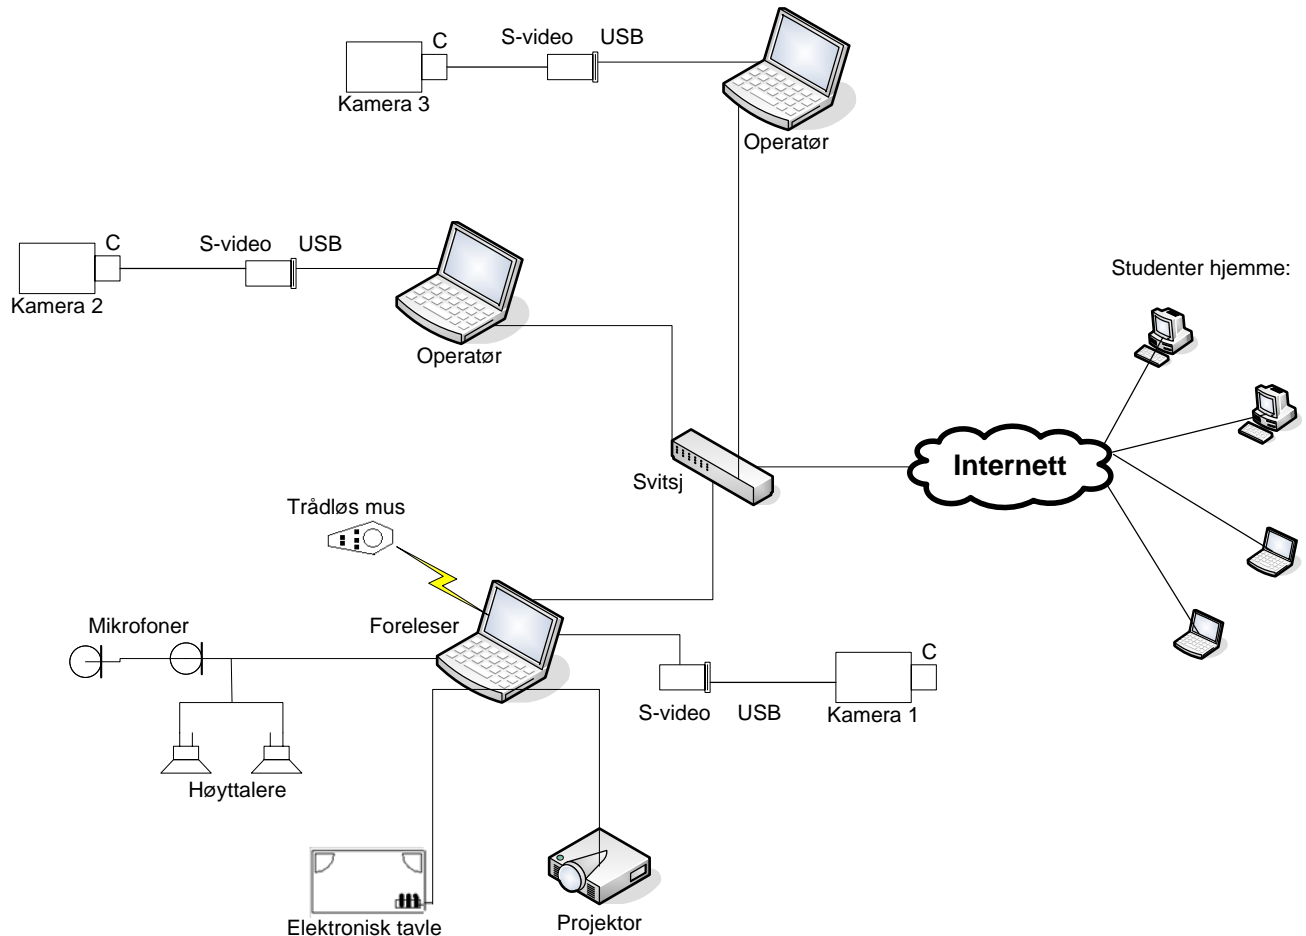 C
S-video
USB
Kamera 3
Operatør
C
S-video
USB
Kamera 2
Operatør
Studenter hjemme:
Internett
Svitsj
Trådløs mus
Mikrofoner
Foreleser
C
S-video
USB
Kamera 1
Høyttalere
Elektronisk tavle
Projektor